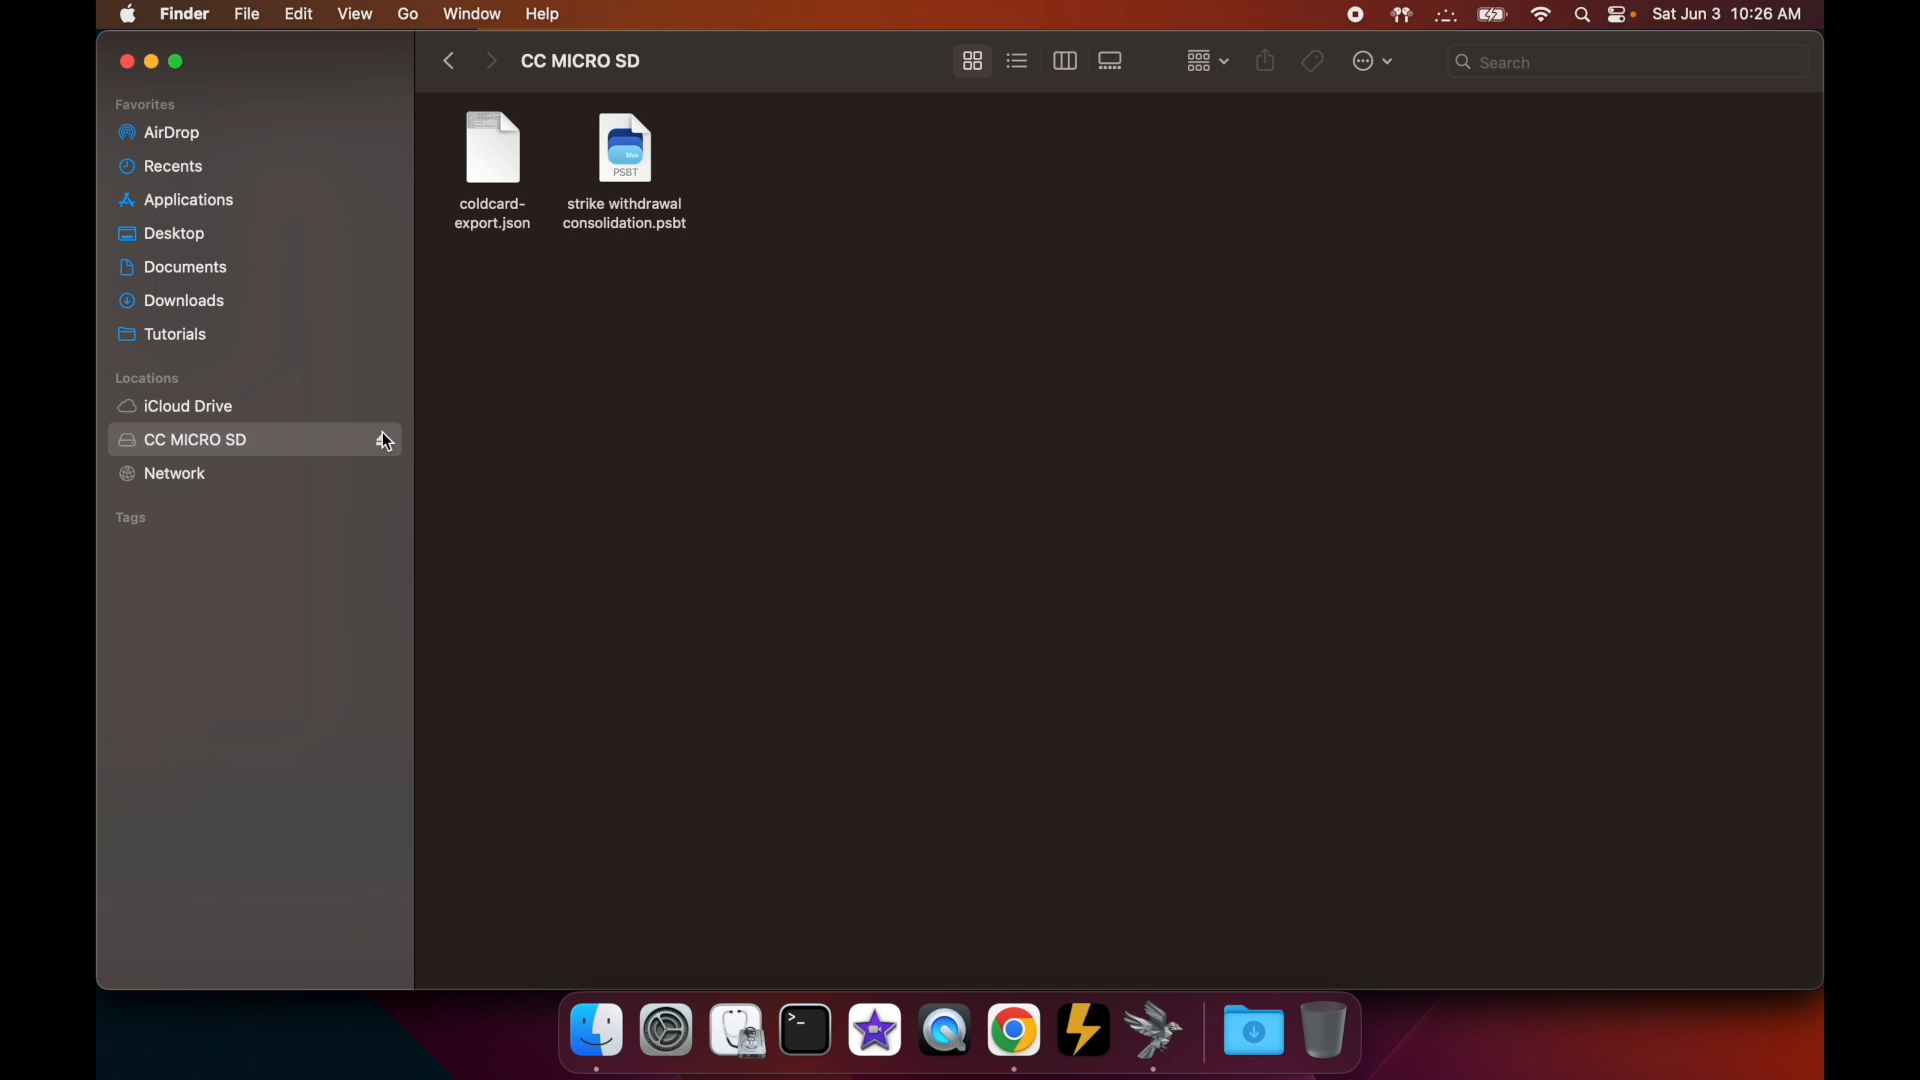 Finder File Edit View Go Window Help
Sat Jun 3 10:26 AM
CC MICRO SD
Search
Favorites
AirDrop
Recents
Applications
Desktop
Documents
Downloads
Tutorials
Locations
iCloud Drive
CC MICRO SD
Network
Tags
blue
PSBT
coldcard-
export.json
strike withdrawal
consolidation.psbt
>_